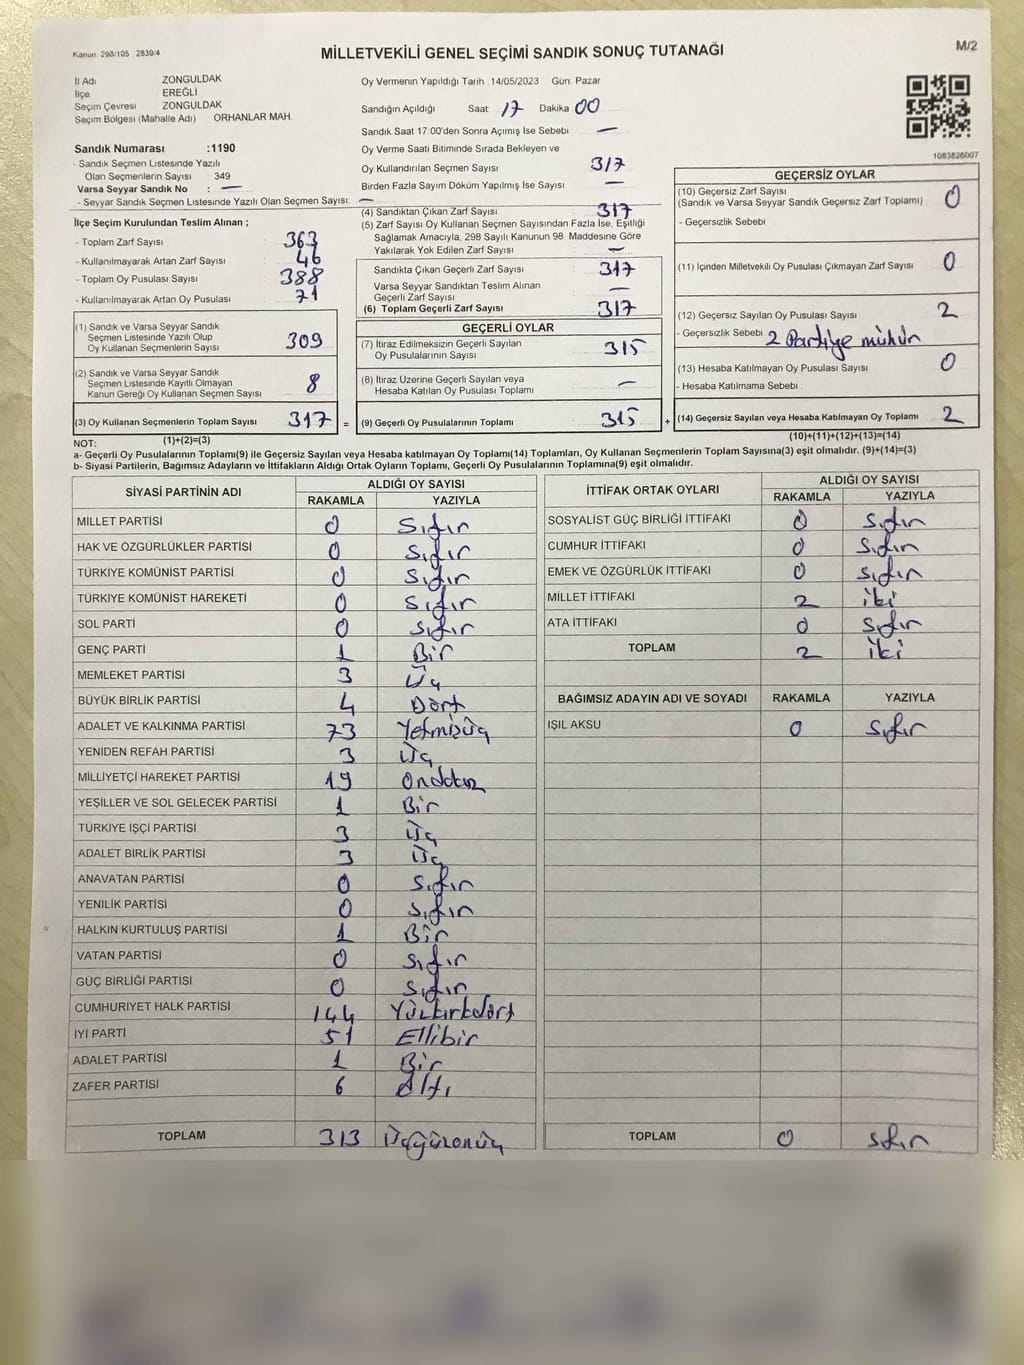 Kanun. 298/105 . 2839/4
MİLLETVEKİLİ GENEL SEÇİMİ SANDIK SONUÇ TUTANAĞI
M/2
İl Adı ZONGULDAK
İlçe EREĞLİ
Seçim Çevresi ZONGULDAK
Seçim Bölgesi (Mahalle Adı) ORHANLAR MAH.
Sandık Numarası :1190
- Sandık Seçmen Listesinde Yazılı
Olan Seçmenlerin Sayısı 349
Varsa Seyyar Sandık No : —
- Seyyar Sandık Seçmen Listesinde Yazılı Olan Seçmen Sayısı: —
Oy Vermenin Yapıldığı Tarih : 14/05/2023 Gün: Pazar
Sandığın Açıldığı Saat 17 Dakika 00
Sandık Saat 17:00'den Sonra Açılmış İse Sebebi —
Oy Verme Saati Bitiminde Sırada Bekleyen ve
Oy Kullandırılan Seçmen Sayısı 317
Birden Fazla Sayım Döküm Yapılmış İse Sayısı —
1083826007
İlçe Seçim Kurulundan Teslim Alınan ;
- Toplam Zarf Sayısı 363
- Kullanılmayarak Artan Zarf Sayısı 46
- Toplam Oy Pusulası Sayısı 388
- Kullanılmayarak Artan Oy Pusulası 71
(1) Sandık ve Varsa Seyyar Sandık
Seçmen Listesinde Yazılı Olup
Oy Kullanan Seçmenlerin Sayısı 309
(2) Sandık ve Varsa Seyyar Sandık
Seçmen Listesinde Kayıtlı Olmayan
Kanun Gereği Oy Kullanan Seçmen Sayısı 8
(3) Oy Kullanan Seçmenlerin Toplam Sayısı 317 =
(1)+(2)=(3)
(4) Sandıktan Çıkan Zarf Sayısı 317
(5) Zarf Sayısı Oy Kullanan Seçmen Sayısından Fazla İse, Eşitliği
Sağlamak Amacıyla, 298 Sayılı Kanunun 98 Maddesine Göre
Yakılarak Yok Edilen Zarf Sayısı —
Sandıkta Çıkan Geçerli Zarf Sayısı 317
Varsa Seyyar Sandıktan Teslim Alınan
Geçerli Zarf Sayısı —
(6) Toplam Geçerli Zarf Sayısı 317
GEÇERLİ OYLAR
(7) İtiraz Edilmeksizin Geçerli Sayılan
Oy Pusulalarının Sayısı 315
(8) İtiraz Üzerine Geçerli Sayılan veya
Hesaba Katılan Oy Pusulası Toplamı —
(9) Geçerli Oy Pusulalarının Toplamı 315 +
GEÇERSİZ OYLAR
(10) Geçersiz Zarf Sayısı
(Sandık ve Varsa Seyyar Sandık Geçersiz Zarf Toplamı) 0
- Geçersizlik Sebebi
(11) İçinden Milletvekili Oy Pusulası Çıkmayan Zarf Sayısı 0
(12) Geçersiz Sayılan Oy Pusulası Sayısı 2
- Geçersizlik Sebebi 2 Partiye mühür
(13) Hesaba Katılmayan Oy Pusulası Sayısı 0
- Hesaba Katılmama Sebebi
(14) Geçersiz Sayılan veya Hesaba Katılmayan Oy Toplamı 2
(10)+(11)+(12)+(13)=(14)
NOT:
a- Geçerli Oy Pusulalarının Toplamı(9) ile Geçersiz Sayılan veya Hesaba katılmayan Oy Toplamı(14) Toplamları, Oy Kullanan Seçmenlerin Toplam Sayısına(3) eşit olmalıdır. (9)+(14)=(3)
b- Siyasi Partilerin, Bağımsız Adayların ve İttifakların Aldığı Ortak Oyların Toplamı, Geçerli Oy Pusulalarının Toplamına(9) eşit olmalıdır.
SİYASİ PARTİNİN ADI ALDIĞI OY SAYISI
RAKAMLA YAZIYLA
MİLLET PARTİSİ 0 Sıfır
HAK VE ÖZGÜRLÜKLER PARTİSİ 0 Sıfır
TÜRKİYE KOMÜNİST PARTİSİ 0 Sıfır
TÜRKİYE KOMÜNİST HAREKETİ 0 Sıfır
SOL PARTİ 0 Sıfır
GENÇ PARTİ 1 Bir
MEMLEKET PARTİSİ 3 Üç
BÜYÜK BİRLİK PARTİSİ 4 Dört
ADALET VE KALKINMA PARTİSİ 73 Yetmişüç
YENİDEN REFAH PARTİSİ 3 Üç
MİLLİYETÇİ HAREKET PARTİSİ 19 Ondokuz
YEŞİLLER VE SOL GELECEK PARTİSİ 1 Bir
TÜRKİYE İŞÇİ PARTİSİ 3 Üç
ADALET BİRLİK PARTİSİ 3 Üç
ANAVATAN PARTİSİ 0 Sıfır
YENİLİK PARTİSİ 0 Sıfır
HALKIN KURTULUŞ PARTİSİ 1 Bir
VATAN PARTİSİ 0 Sıfır
GÜÇ BİRLİĞİ PARTİSİ 0 Sıfır
CUMHURİYET HALK PARTİSİ 144 Yüzkırkdört
İYİ PARTİ 51 Ellibir
ADALET PARTİSİ 1 Bir
ZAFER PARTİSİ 6 Altı
TOPLAM 313 Üçyüzonüç
İTTİFAK ORTAK OYLARI ALDIĞI OY SAYISI
RAKAMLA YAZIYLA
SOSYALİST GÜÇ BİRLİĞİ İTTİFAKI 0 Sıfır
CUMHUR İTTİFAKI 0 Sıfır
EMEK VE ÖZGÜRLÜK İTTİFAKI 0 Sıfır
MİLLET İTTİFAKI 2 iki
ATA İTTİFAKI 0 Sıfır
TOPLAM 2 iki
BAĞIMSIZ ADAYIN ADI VE SOYADI RAKAMLA YAZIYLA
IŞIL AKSU 0 Sıfır
TOPLAM 0 Sıfır